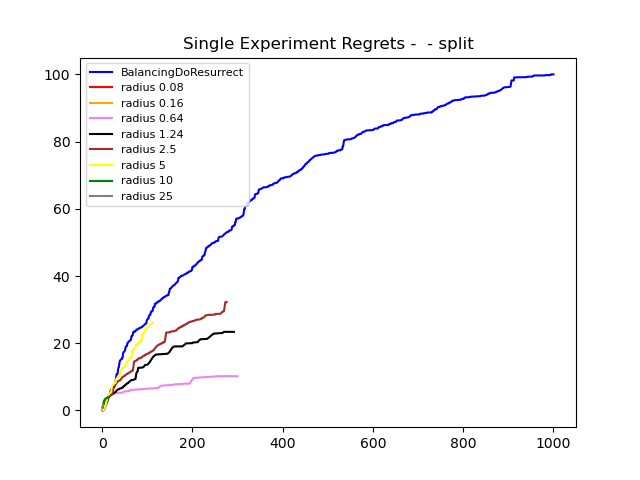 Single Experiment Regrets -  - split
100
80
60
40
20
0
BalancingDoResurrect
radius 0.08
radius 0.16
radius 0.64
radius 1.24
radius 2.5
radius 5
radius 10
radius 25
0 200 400 600 800 1000